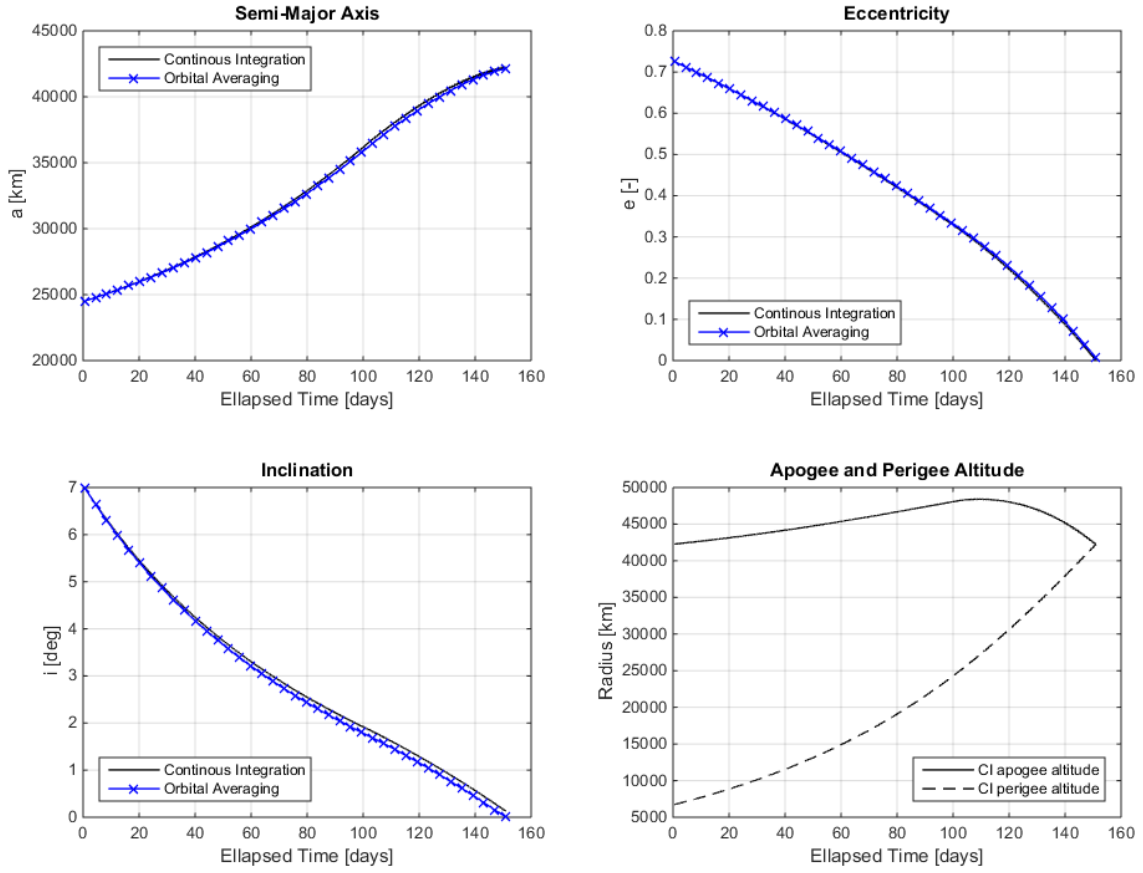 Semi-Major Axis
45000
40000
35000
30000
25000
20000
a [km]
Continous Integration
Orbital Averaging
0 20 40 60 80 100 120 140 160
Ellapsed Time [days]
Eccentricity
0.8
0.7
0.6
0.5
0.4
0.3
0.2
0.1
0
e [-]
Continous Integration
Orbital Averaging
0 20 40 60 80 100 120 140 160
Ellapsed Time [days]
Inclination
7
6
5
4
3
2
1
0
i [deg]
Continous Integration
Orbital Averaging
0 20 40 60 80 100 120 140 160
Ellapsed Time [days]
Apogee and Perigee Altitude
50000
45000
40000
35000
30000
25000
20000
15000
10000
5000
Radius [km]
CI apogee altitude
CI perigee altitude
0 20 40 60 80 100 120 140 160
Ellapsed Time [days]